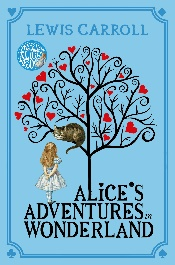 LEWIS CARROLL
ALICE'S
ADVENTURES in
WONDERLAND